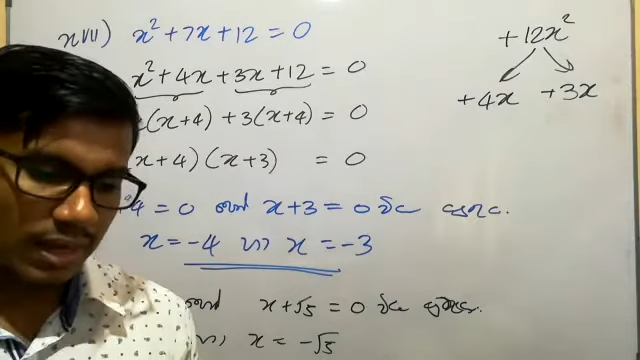 xviii) x² + 7x + 12 = 0
x² + 4x + 3x + 12 = 0
(x+4) + 3(x+4) = 0
x + 4) (x + 3) = 0
4 = 0 හෝ x + 3 = 0 විය
x = -4 හෝ x = -3
හෝ x + √5 = 0 විය
x = -√5
+12x²
+4x +3x